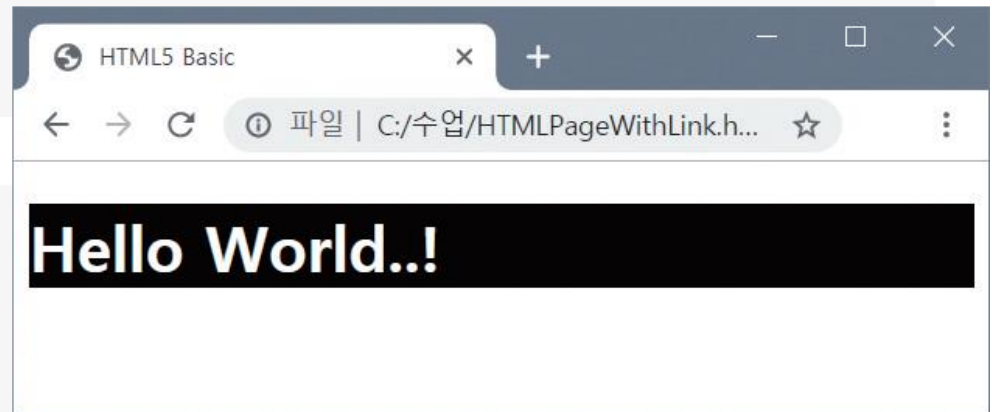 HTML5 Basic
파일 | C:/수업/HTMLPageWithLink.h...
Hello World..!